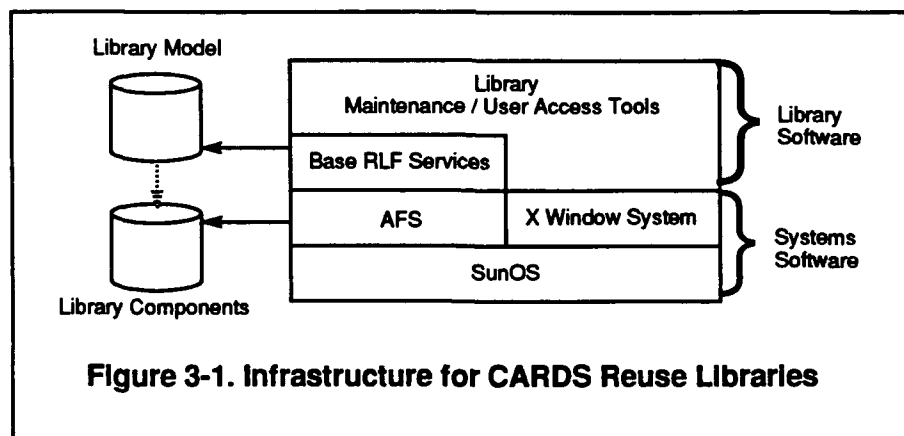 Library Model
Library
Maintenance / User Access Tools
Library
Software
Base RLF Services
AFS
X Window System
Systems
Software
SunOS
Library Components
Figure 3-1. Infrastructure for CARDS Reuse Libraries